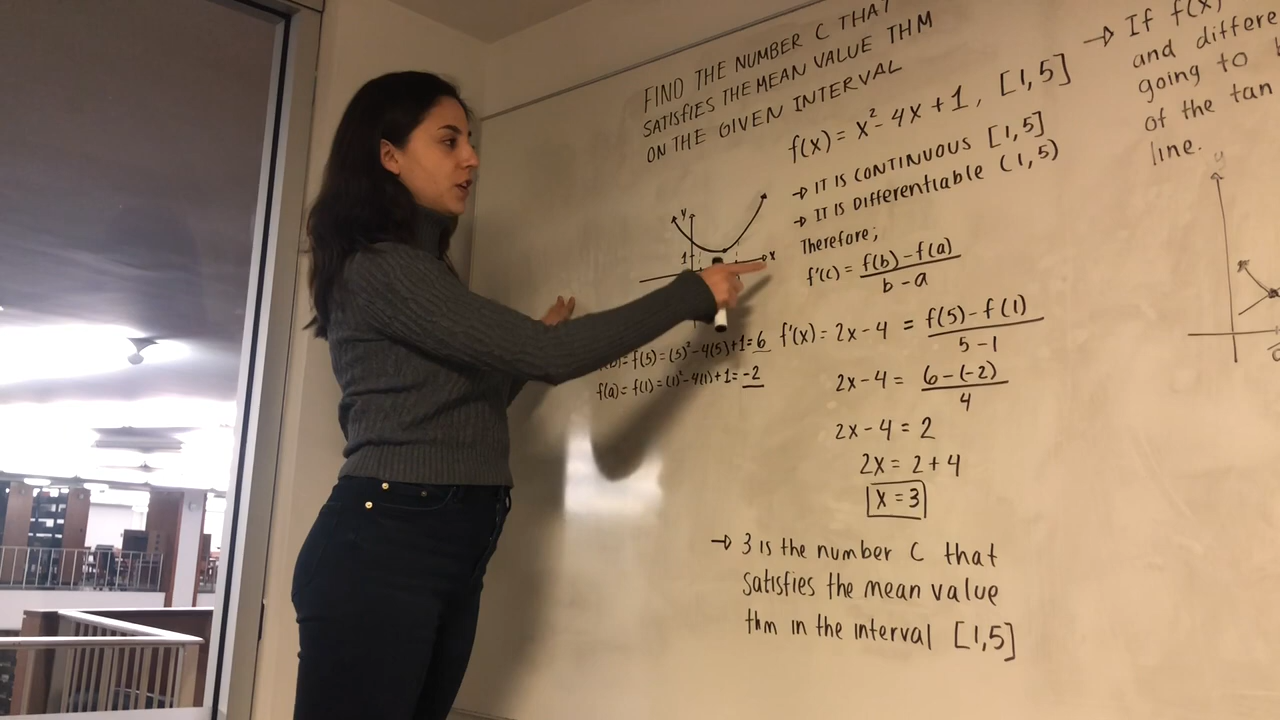 FIND THE NUMBER C THAT
SATISFIES THE MEAN VALUE THM
ON THE GIVEN INTERVAL
f(x) = x² - 4x + 1, [1,5]
→ IT IS CONTINUOUS [1,5]
→ IT IS DIFFERENTIABLE (1,5)
Therefore;
f'(c) = f(b) - f(a) / b - a
y
1
x
f(5) = (5)² - 4(5) + 1 = 6
f(a) = f(1) = (1)² - 4(1) + 1 = -2
f'(x) = 2x - 4 = f(5) - f(1) / 5 - 1
2x - 4 = 6 - (-2) / 4
2x - 4 = 2
2x = 2 + 4
x = 3
→ 3 is the number C that
satisfies the mean value
thm in the interval [1,5]
→ If f(x)
and differe
going to
of the tan
line.
y